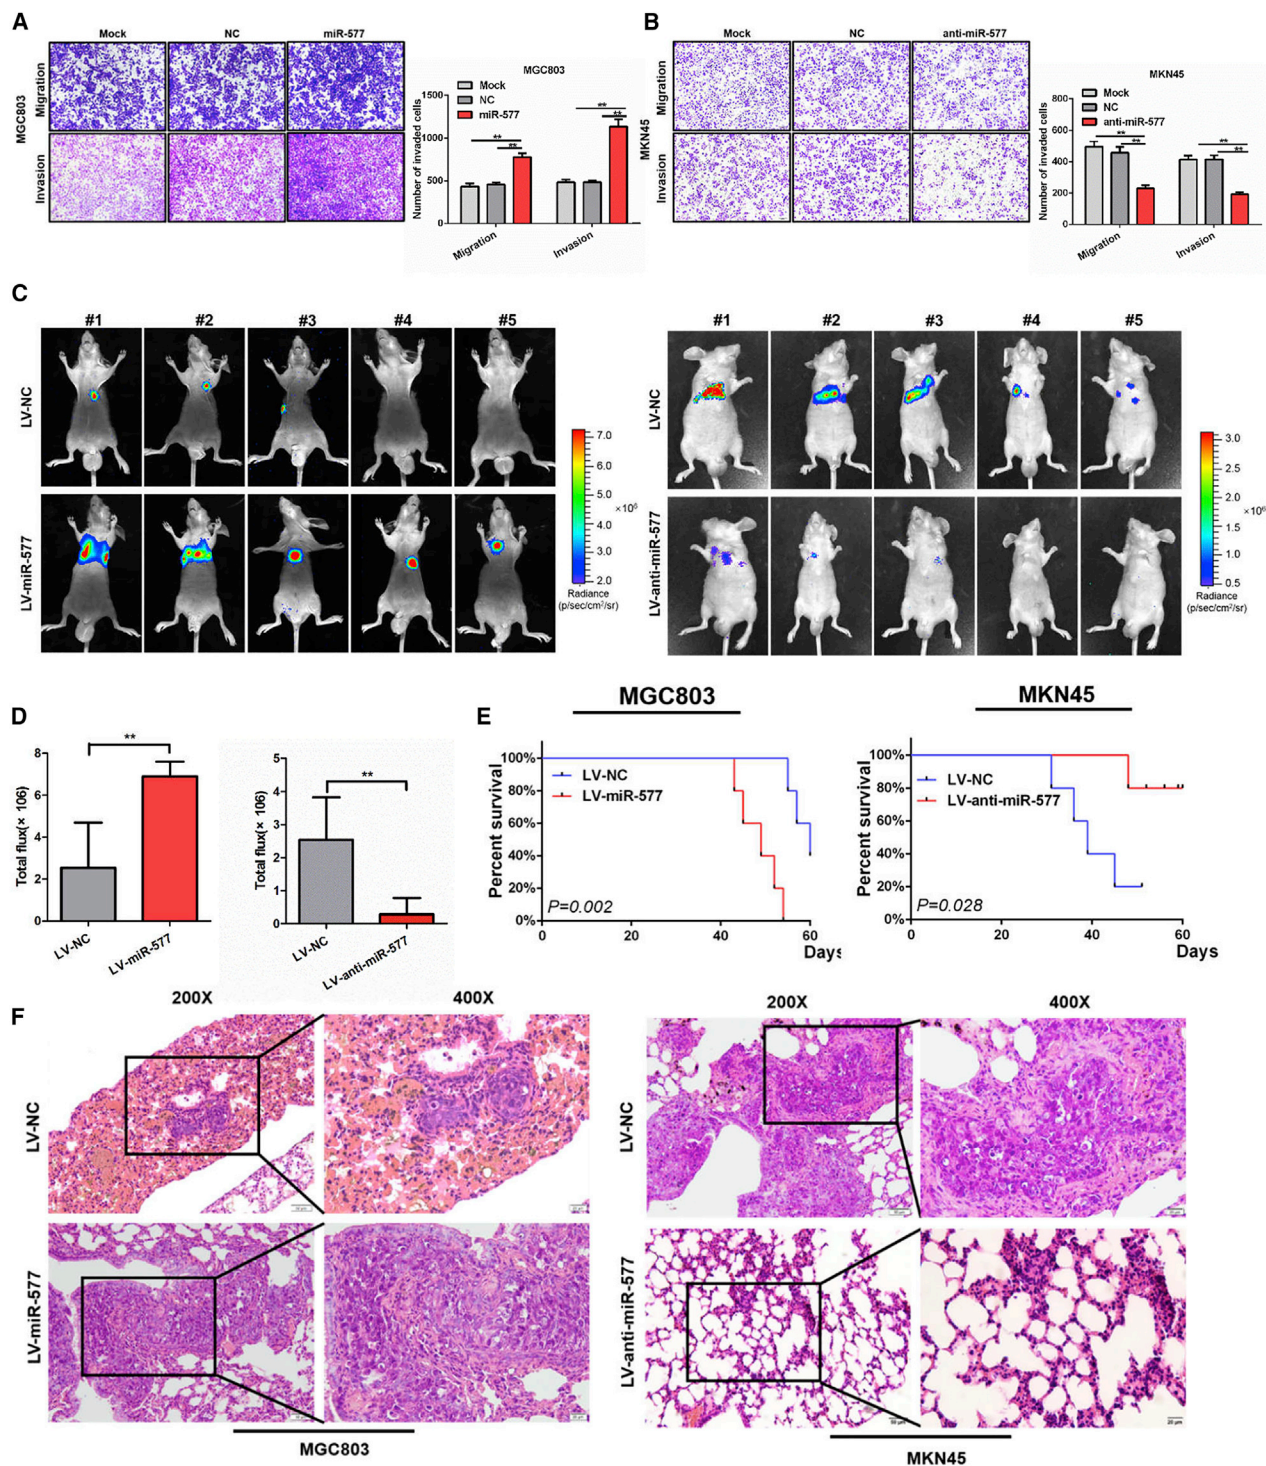 A
Mock NC miR-577
MGC803
Migration
Invasion
MGC803
Number of invaded cells
1500
1000
500
0
Mock
NC
miR-577
** ** ** **
Migration Invasion
B
Mock NC anti-miR-577
MKN45
Migration
Invasion
MKN45
Number of invaded cells
800
600
400
200
0
Mock
NC
anti-miR-577
** ** ** **
Migration Invasion
C
#1 #2 #3 #4 #5
LV-NC
LV-miR-577
7.0
6.0
5.0
×10⁶
4.0
3.0
2.0
Radiance
(p/sec/cm²/sr)
#1 #2 #3 #4 #5
LV-NC
LV-anti-miR-577
3.0
2.5
2.0
×10⁶
1.5
1.0
0.5
Radiance
(p/sec/cm²/sr)
D
Total flux(× 106)
8
6
4
2
0
**
LV-NC LV-miR-577
Total flux(× 106)
5
4
3
2
1
0
**
LV-NC LV-anti-miR-577
E
MGC803
Percent survival
100%
80%
60%
40%
20%
0%
LV-NC
LV-miR-577
P=0.002
0 20 40 60
Days
MKN45
Percent survival
100%
80%
60%
40%
20%
0%
LV-NC
LV-anti-miR-577
P=0.028
0 20 40 60
Days
F
200X 400X
LV-NC
LV-miR-577
MGC803
200X 400X
LV-NC
LV-anti-miR-577
MKN45